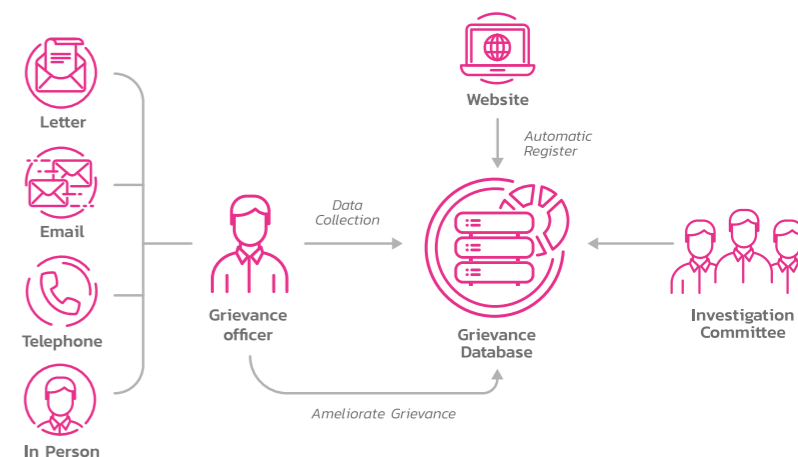 Letter
Email
Telephone
In Person
Grievance
officer
Data
Collection
Ameliorate Grievance
Website
Automatic
Register
Grievance
Database
Investigation
Committee